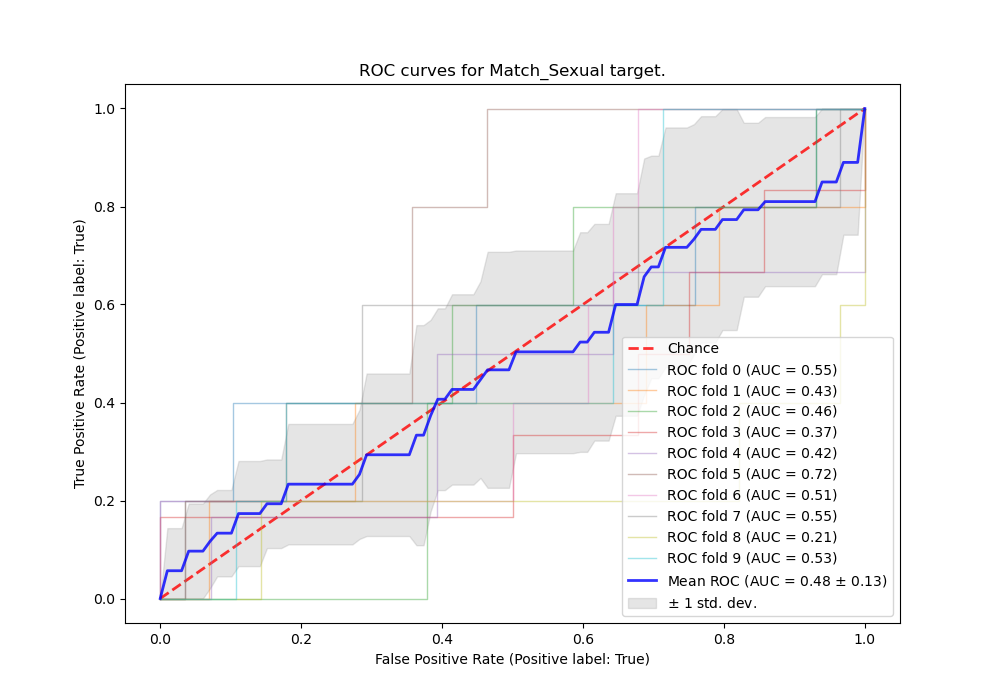 ROC curves for Match_Sexual target.
True Positive Rate (Positive label: True)
1.0
0.8
0.6
0.4
0.2
0.0
0.0 0.2 0.4 0.6 0.8 1.0
False Positive Rate (Positive label: True)
Chance
ROC fold 0 (AUC = 0.55)
ROC fold 1 (AUC = 0.43)
ROC fold 2 (AUC = 0.46)
ROC fold 3 (AUC = 0.37)
ROC fold 4 (AUC = 0.42)
ROC fold 5 (AUC = 0.72)
ROC fold 6 (AUC = 0.51)
ROC fold 7 (AUC = 0.55)
ROC fold 8 (AUC = 0.21)
ROC fold 9 (AUC = 0.53)
Mean ROC (AUC = 0.48 ± 0.13)
± 1 std. dev.